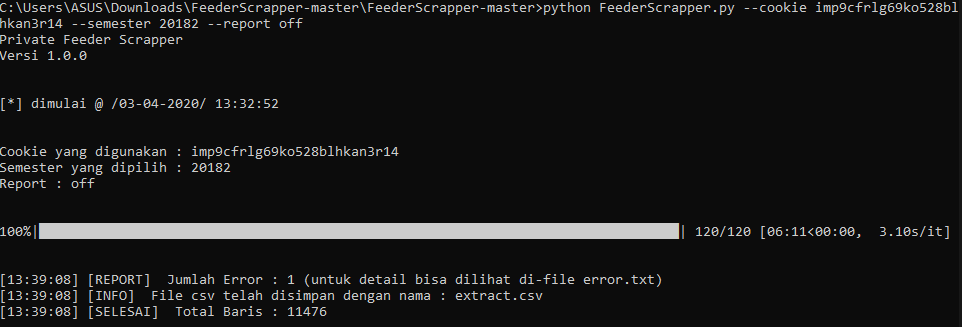 C:\Users\ASUS\Downloads\FeederScrapper-master\FeederScrapper-master>python FeederScrapper.py --cookie imp9cfrlg69ko528bl
hkan3r14 --semester 20182 --report off
Private Feeder Scrapper
Versi 1.0.0
[*] dimulai @ /03-04-2020/ 13:32:52
Cookie yang digunakan : imp9cfrlg69ko528blhkan3r14
Semester yang dipilih : 20182
Report : off
100%|█████████████████████████████████████████████████████████████████████████████████| 120/120 [06:11<00:00,  3.10s/it]
[13:39:08] [REPORT]  Jumlah Error : 1 (untuk detail bisa dilihat di-file error.txt)
[13:39:08] [INFO]  File csv telah disimpan dengan nama : extract.csv
[13:39:08] [SELESAI]  Total Baris : 11476